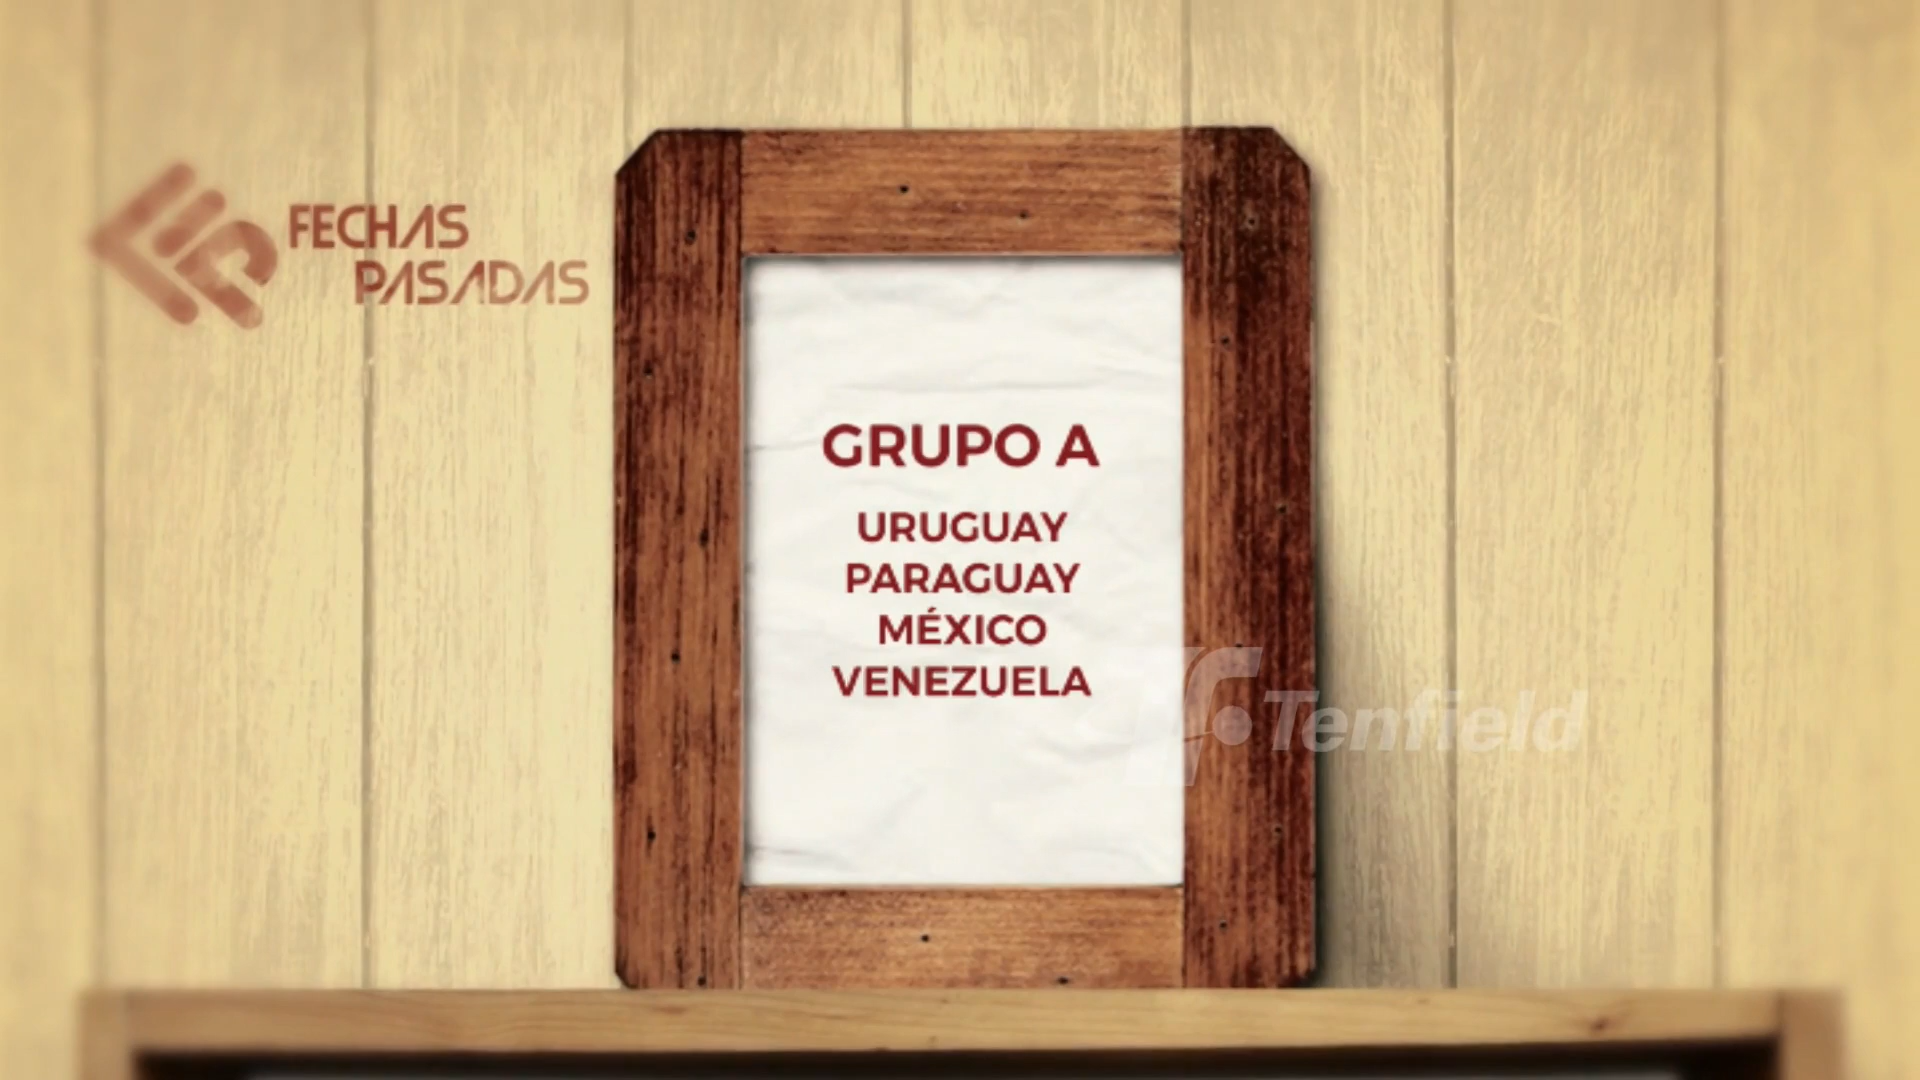 FECHAS
PASADAS
GRUPO A
URUGUAY
PARAGUAY
MÉXICO
VENEZUELA
Tenfield